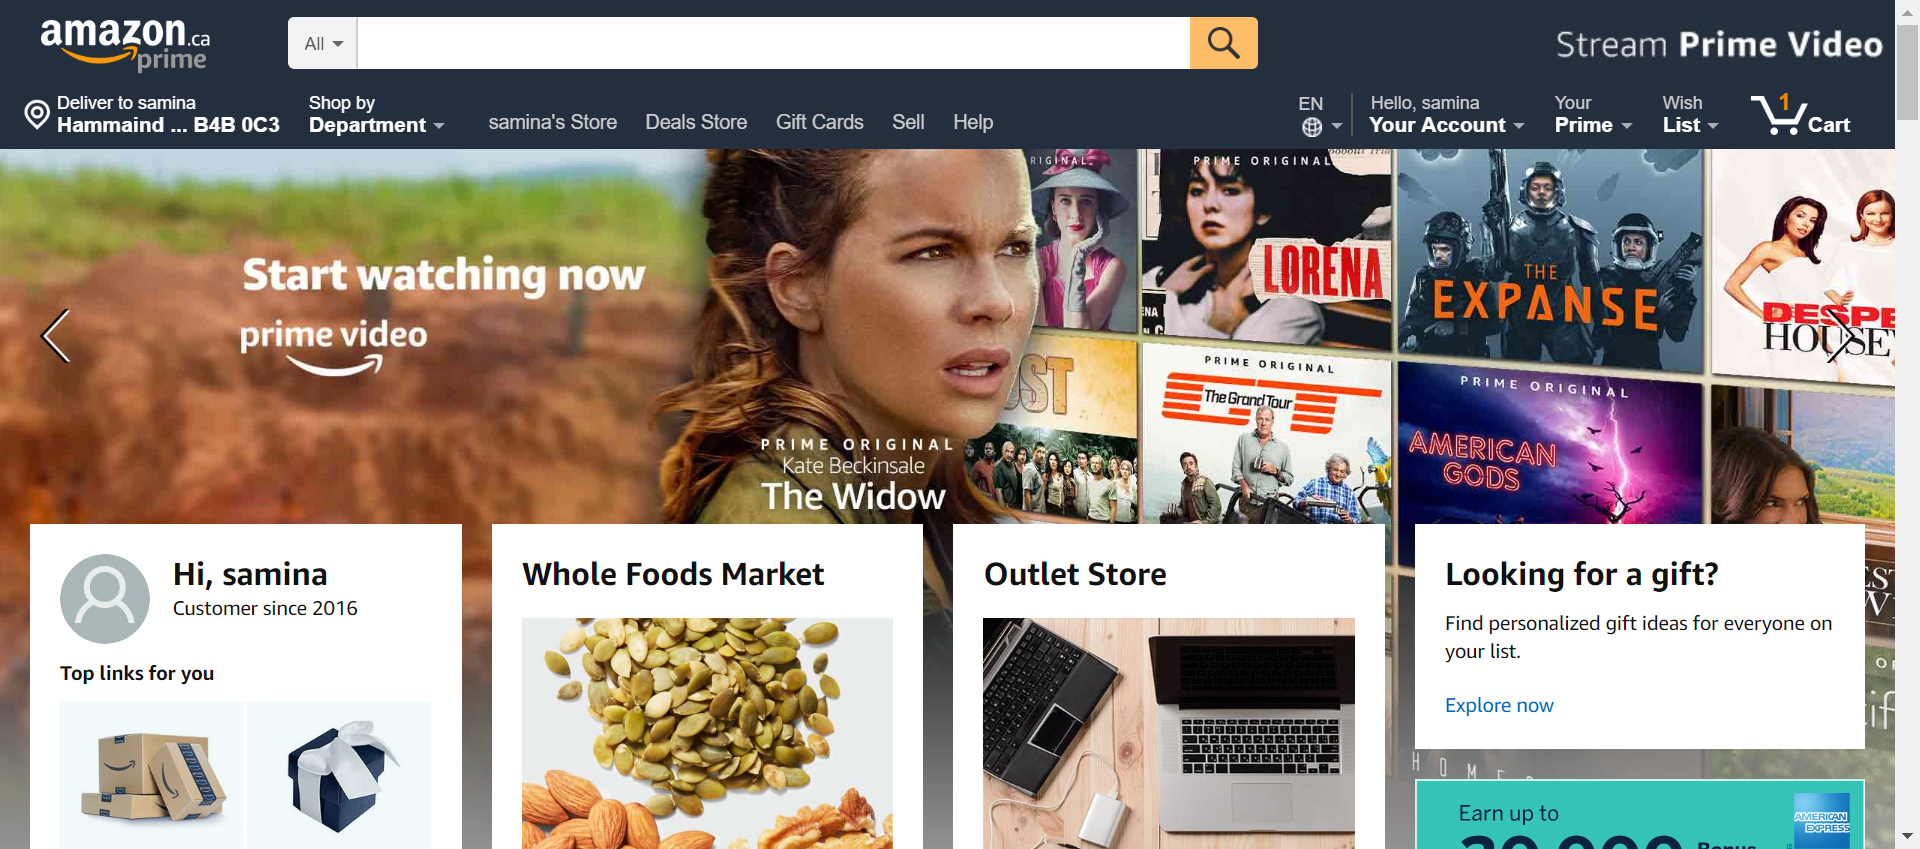 amazon.ca
prime
All
Stream Prime Video
Deliver to samina
Hammaind ... B4B 0C3
Shop by
Department
samina's Store
Deals Store
Gift Cards
Sell
Help
EN
Hello, samina
Your Account
Your
Prime
Wish
List
1
Cart
Start watching now
prime video
PRIME ORIGINAL
Kate Beckinsale
The Widow
RIGINAL
PRIME ORIGINAL
LORENA
THE
EXPANSE
DESPE
HOUSE
OST
PRIME ORIGINAL
The Grand Tour
PRIME ORIGINAL
AMERICAN
GODS
Hi, samina
Customer since 2016
Top links for you
Whole Foods Market
Outlet Store
Looking for a gift?
Find personalized gift ideas for everyone on
your list.
Explore now
HOME
Earn up to
AMERICAN
EXPRESS
30,000 Bonus